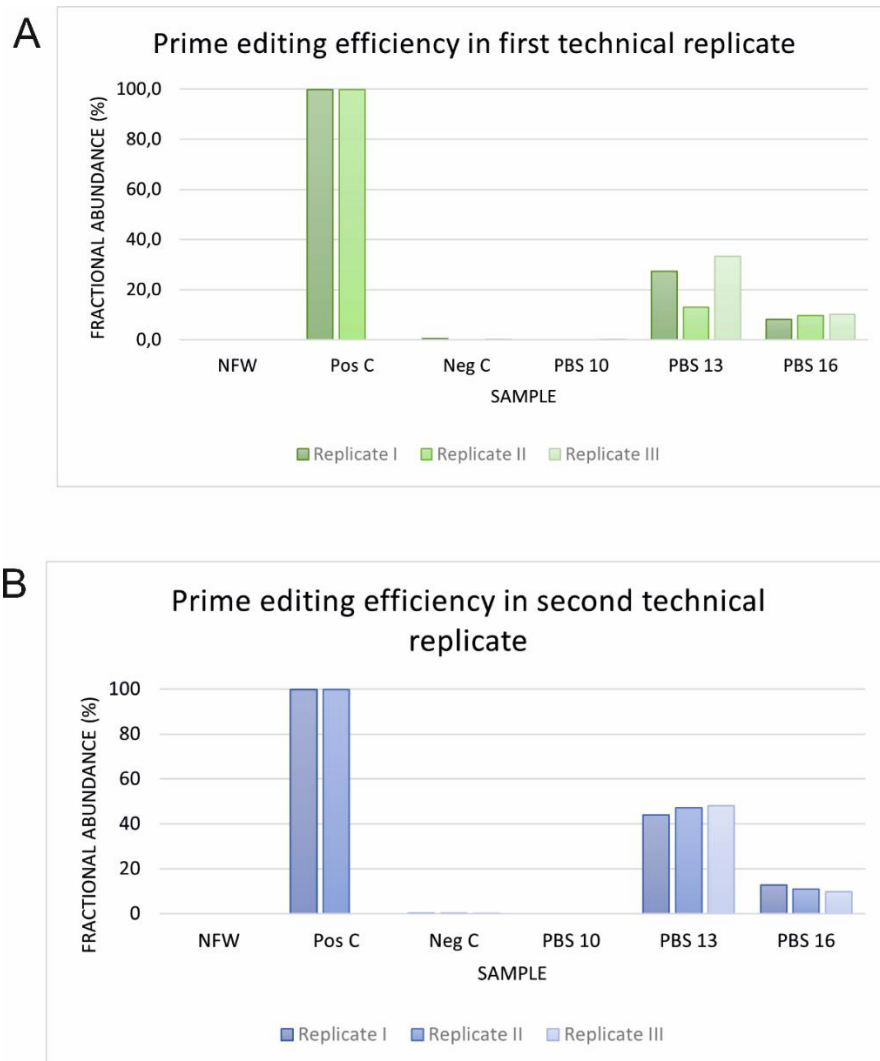 A
Prime editing efficiency in first technical replicate
FRACTIONAL ABUNDANCE (%)
100,0
80,0
60,0
40,0
20,0
0,0
NFW Pos C Neg C PBS 10 PBS 13 PBS 16
SAMPLE
Replicate I Replicate II Replicate III
B
Prime editing efficiency in second technical
replicate
FRACTIONAL ABUNDANCE (%)
100
80
60
40
20
0
NFW Pos C Neg C PBS 10 PBS 13 PBS 16
SAMPLE
Replicate I Replicate II Replicate III